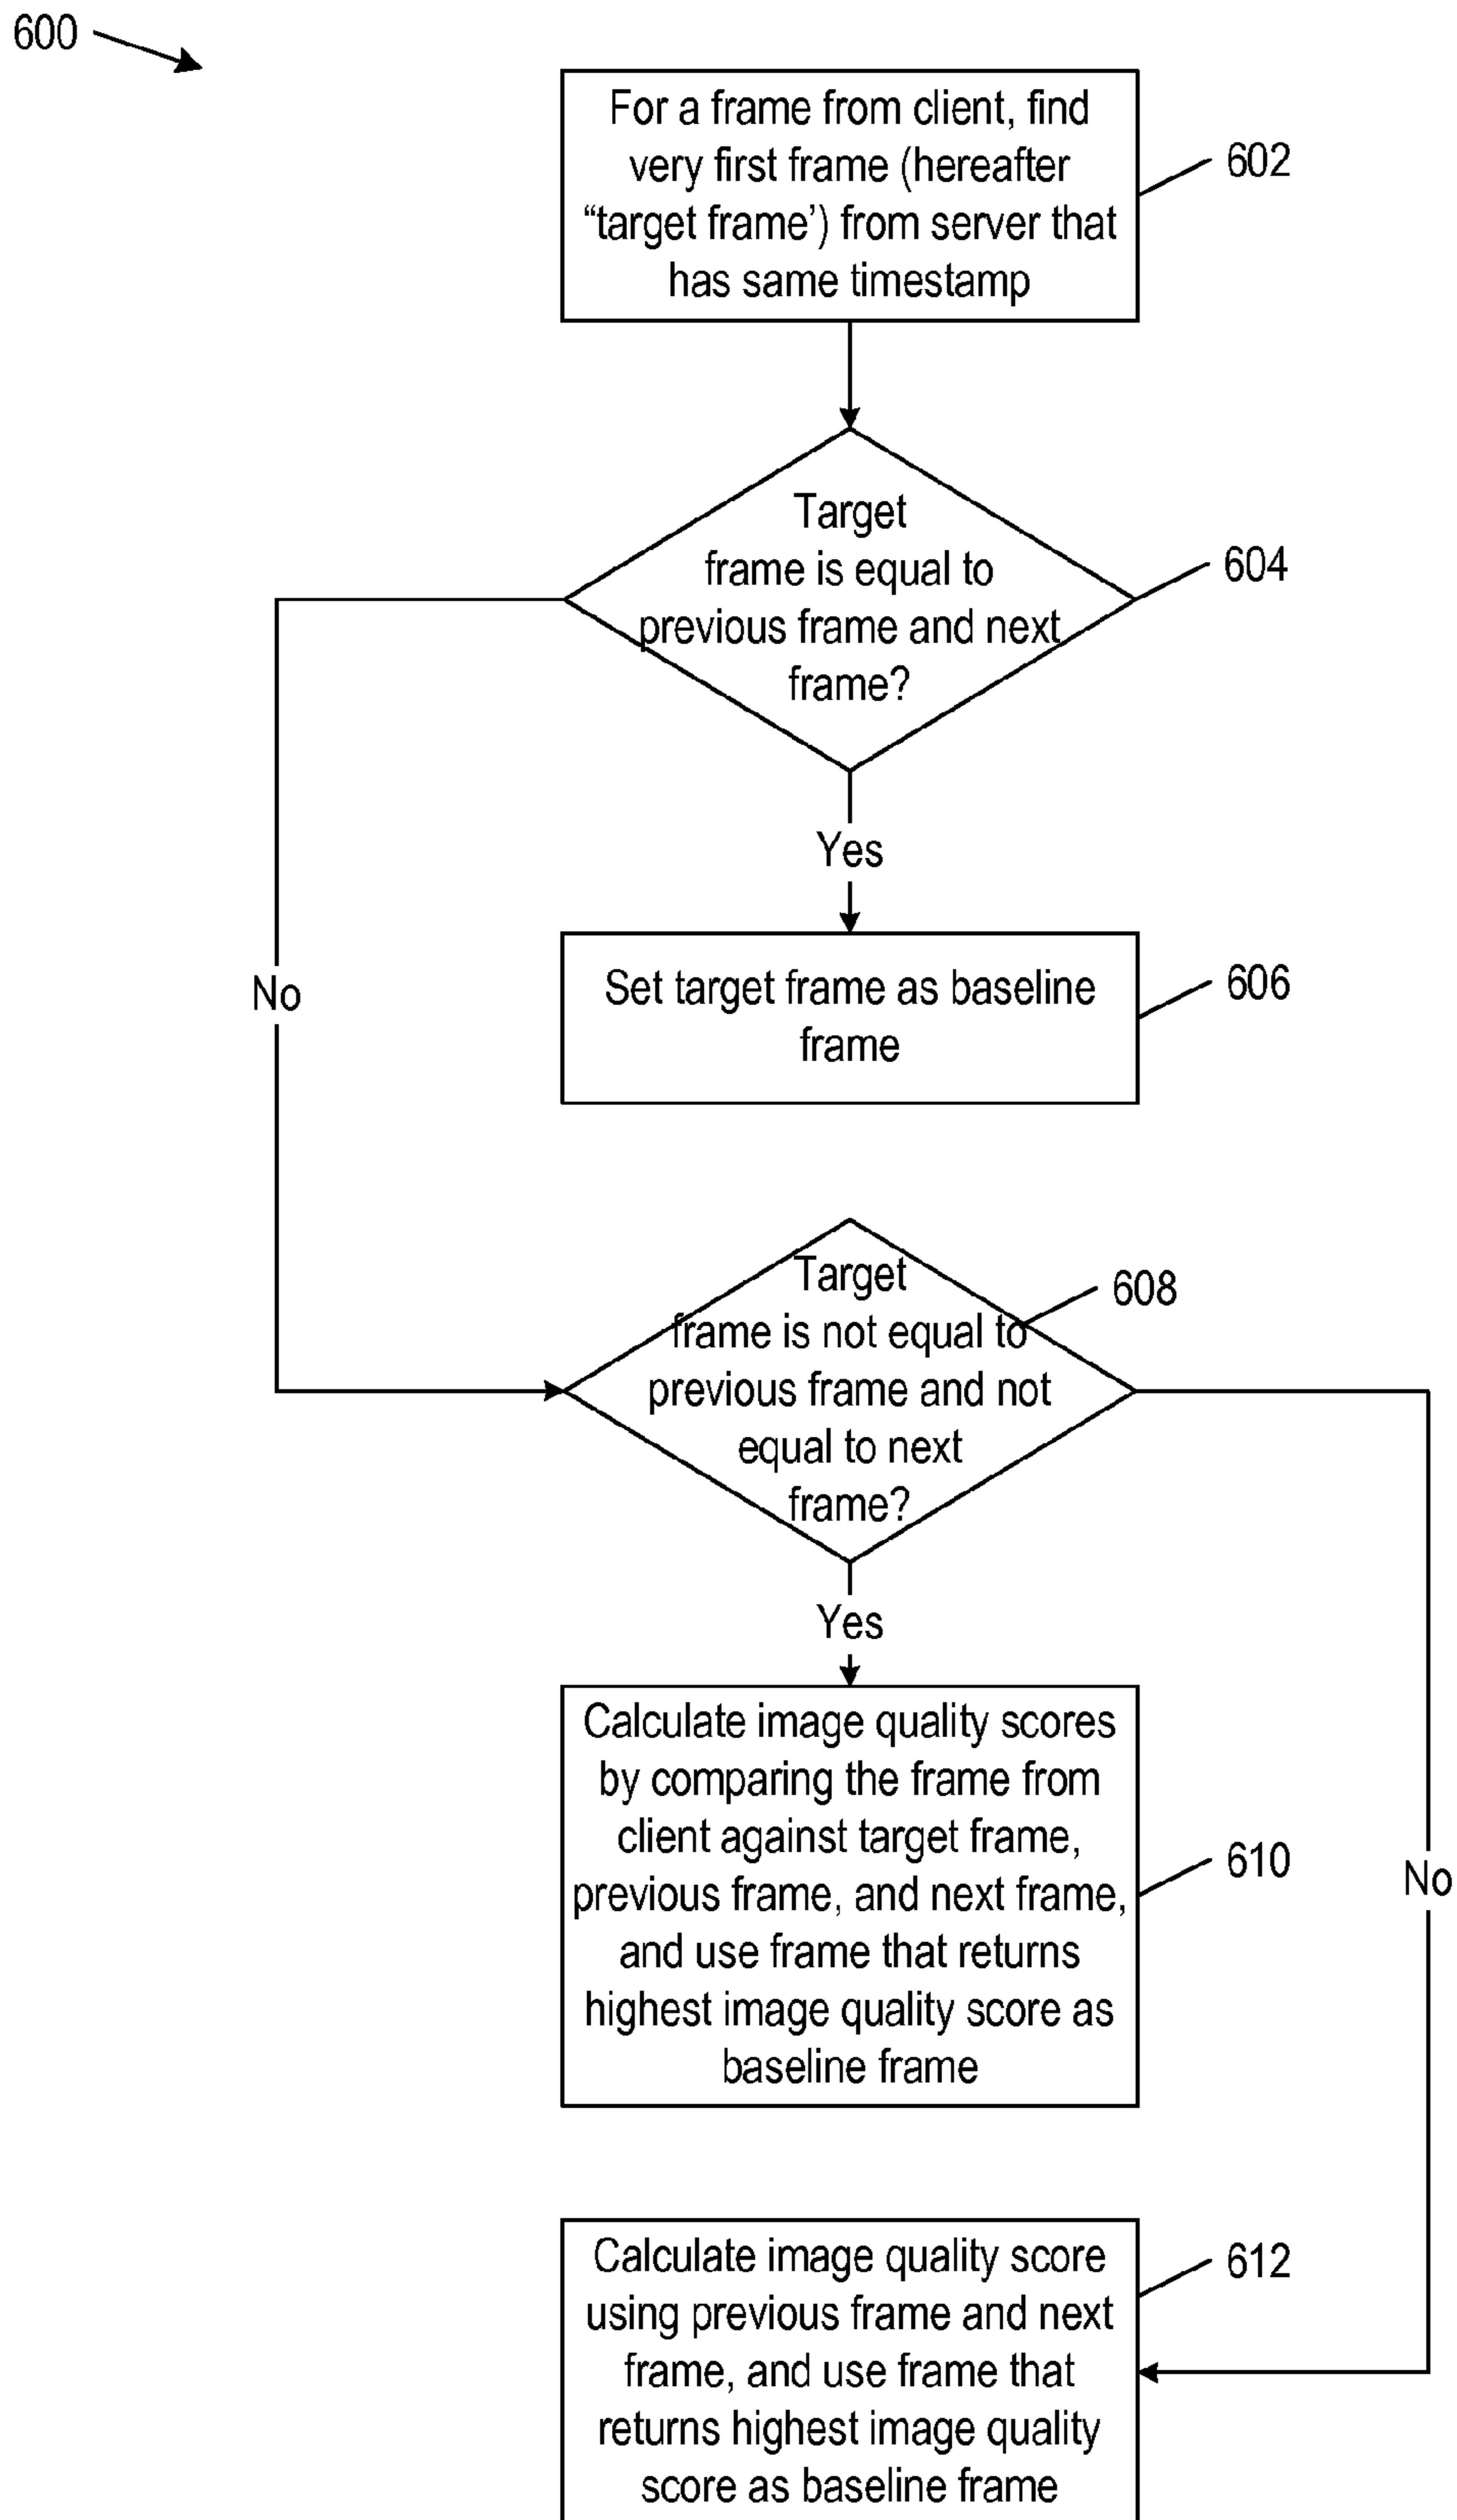 600
For a frame from client, find
very first frame (hereafter
“target frame’) from server that
has same timestamp
602
Target
frame is equal to
previous frame and next
frame?
604
Yes
No
Set target frame as baseline
frame
606
Target
frame is not equal to
previous frame and not
equal to next
frame?
608
Yes
No
Calculate image quality scores
by comparing the frame from
client against target frame,
previous frame, and next frame,
and use frame that returns
highest image quality score as
baseline frame
610
Calculate image quality score
using previous frame and next
frame, and use frame that
returns highest image quality
score as baseline frame
612